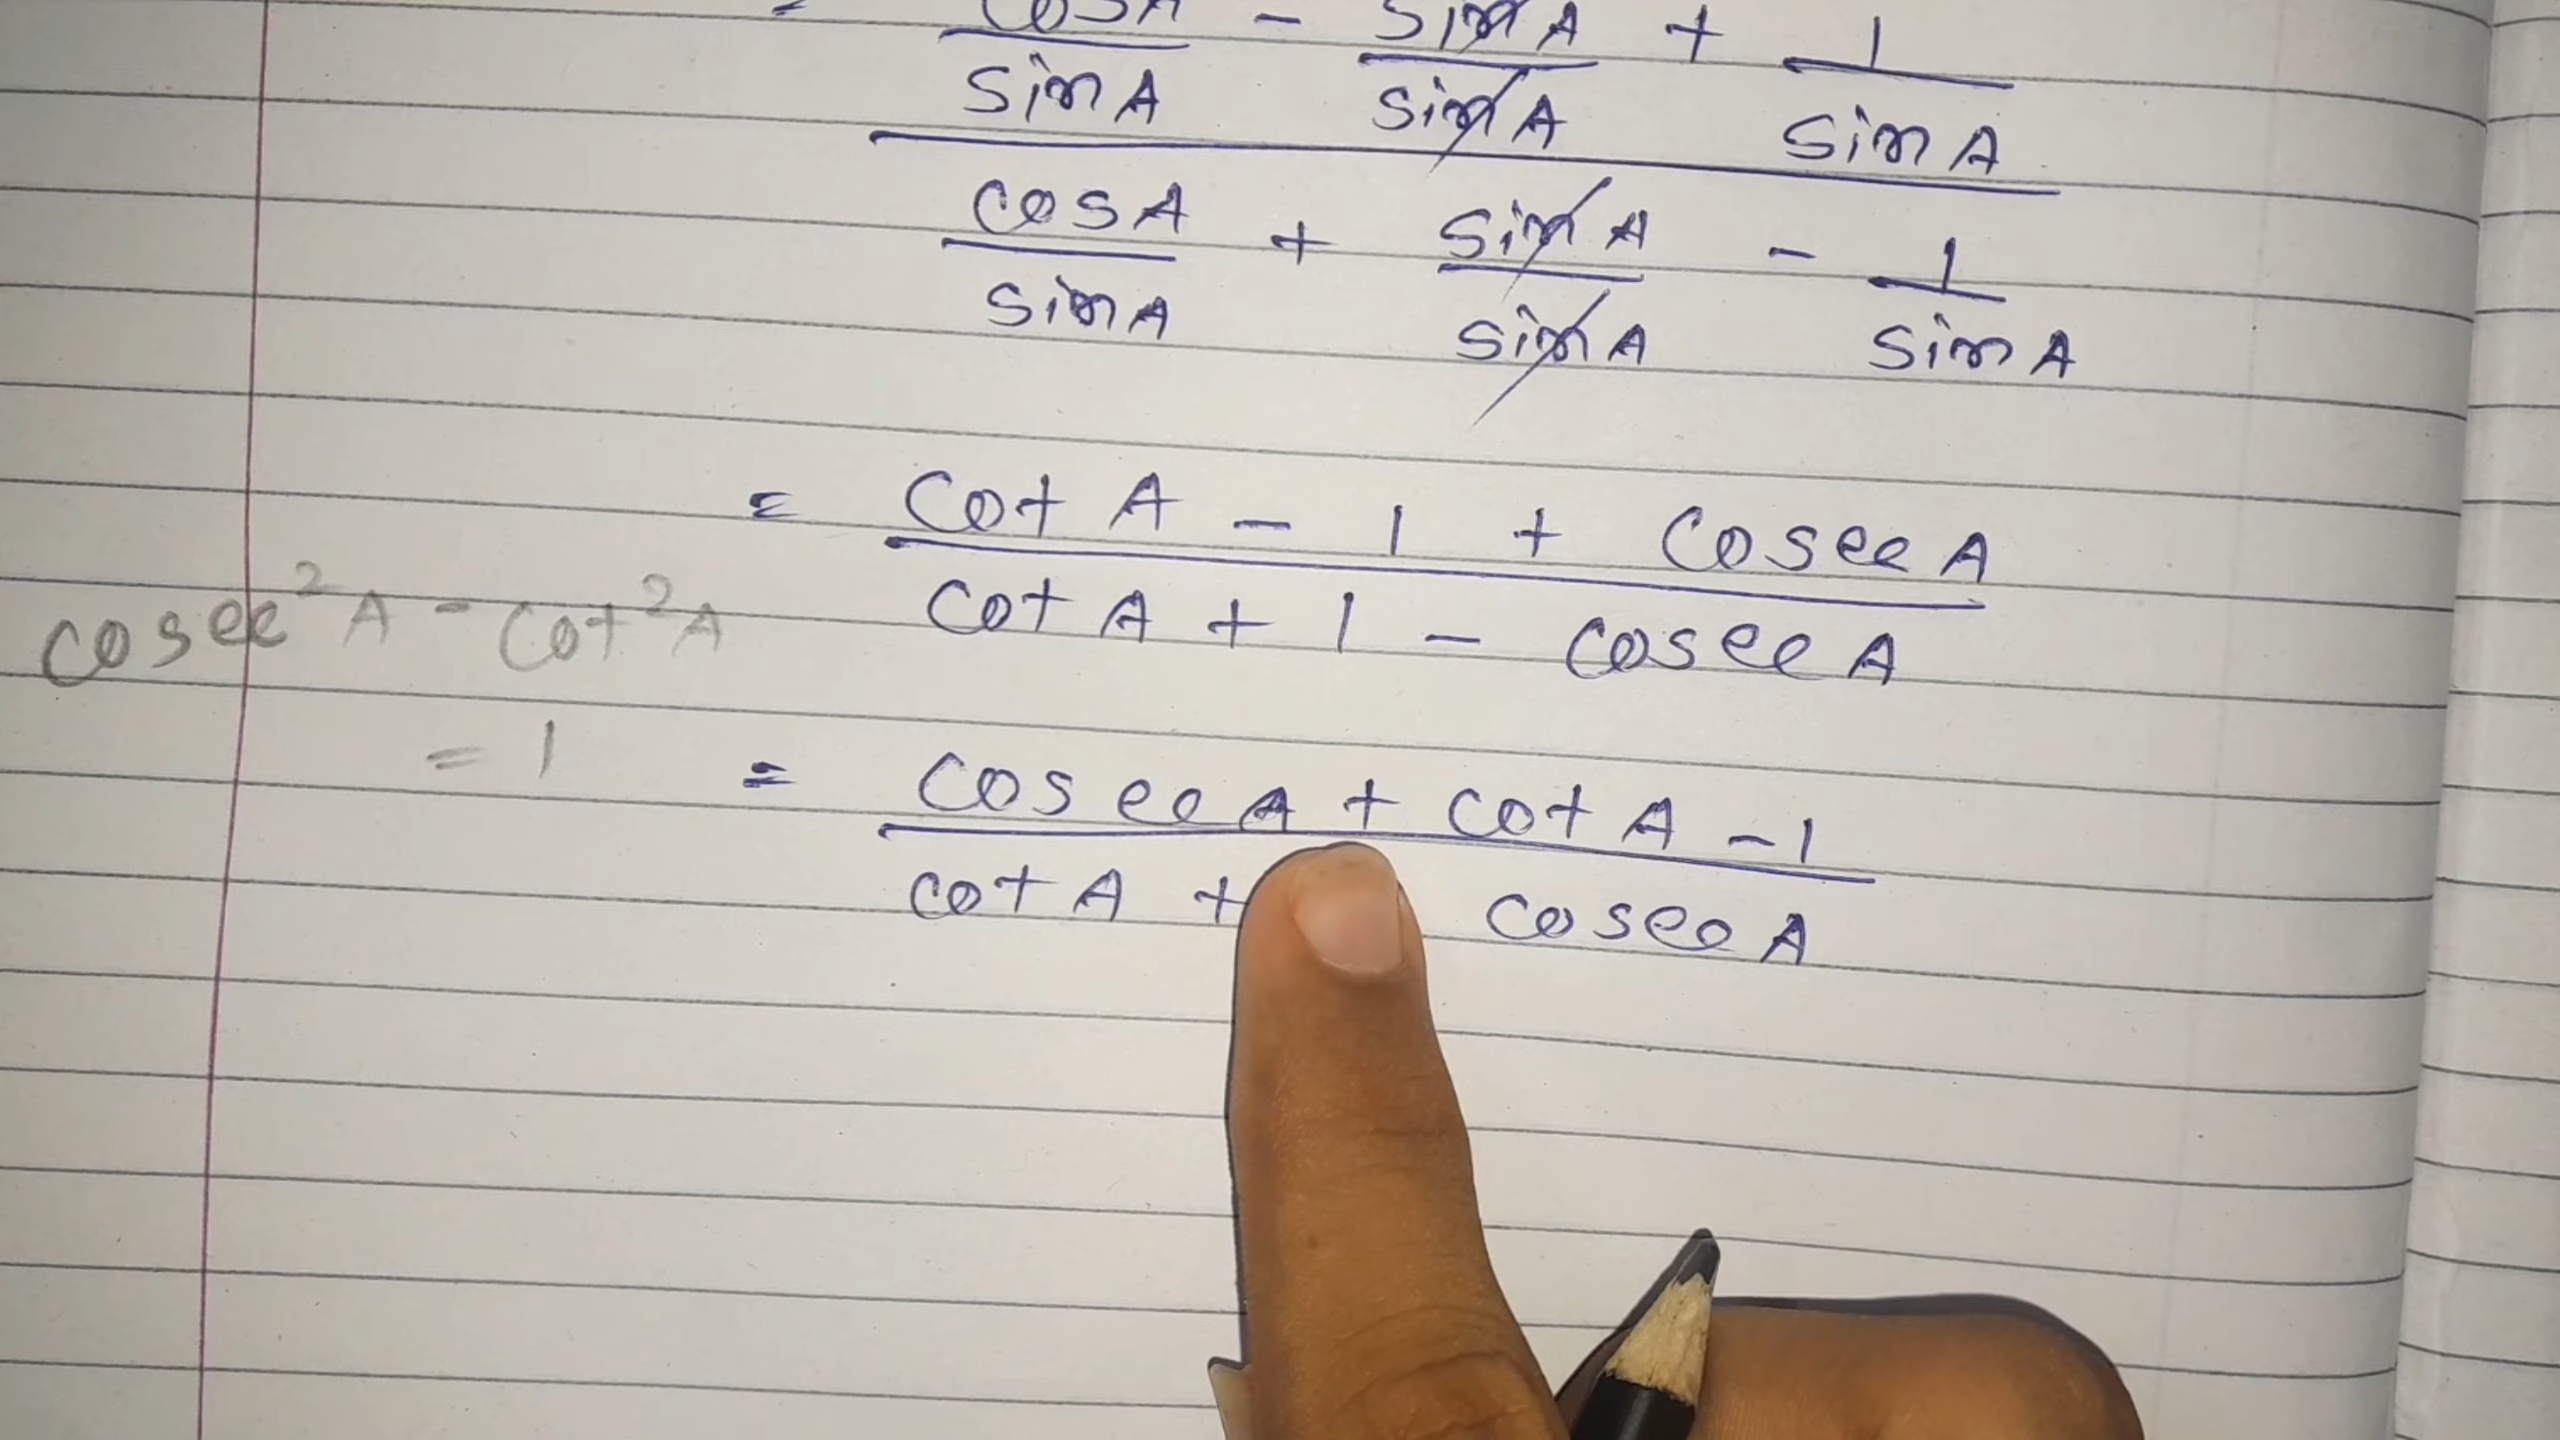 = cosA - sinA + 1
sinA sinA sinA
cosA + sinA - 1
sinA sinA sinA
= cot A - 1 + cosec A
cot A + 1 - cosec A
cosec²A - cot²A
= 1
= cosec A + cot A - 1
cot A + cosec A